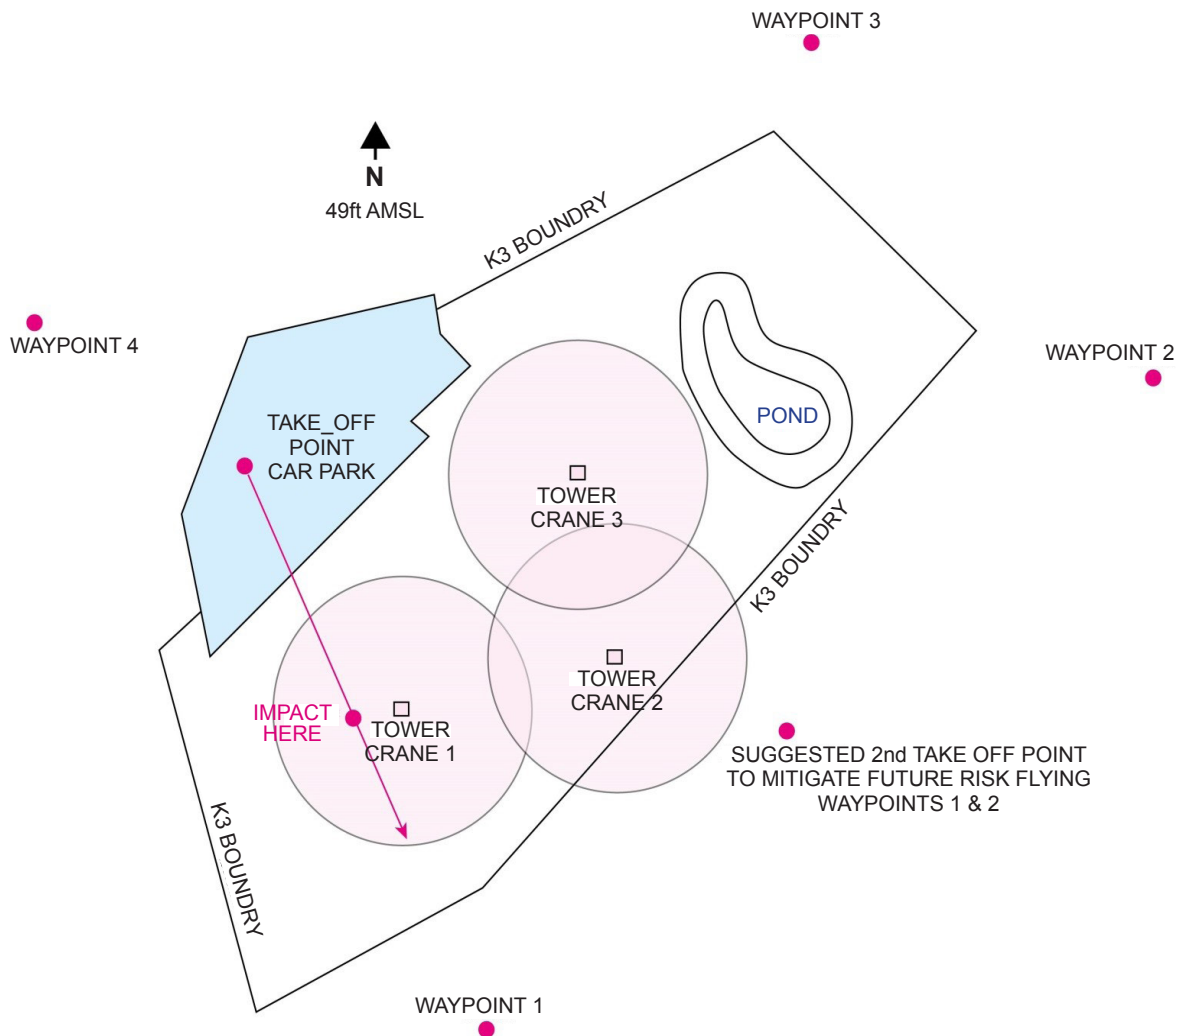 WAYPOINT 3
N
49ft AMSL
K3 BOUNDRY
WAYPOINT 4
WAYPOINT 2
TAKE_OFF
POINT
CAR PARK
POND
TOWER
CRANE 3
K3 BOUNDRY
TOWER
CRANE 2
IMPACT
HERE
TOWER
CRANE 1
SUGGESTED 2nd TAKE OFF POINT
TO MITIGATE FUTURE RISK FLYING
WAYPOINTS 1 & 2
K3 BOUNDRY
WAYPOINT 1